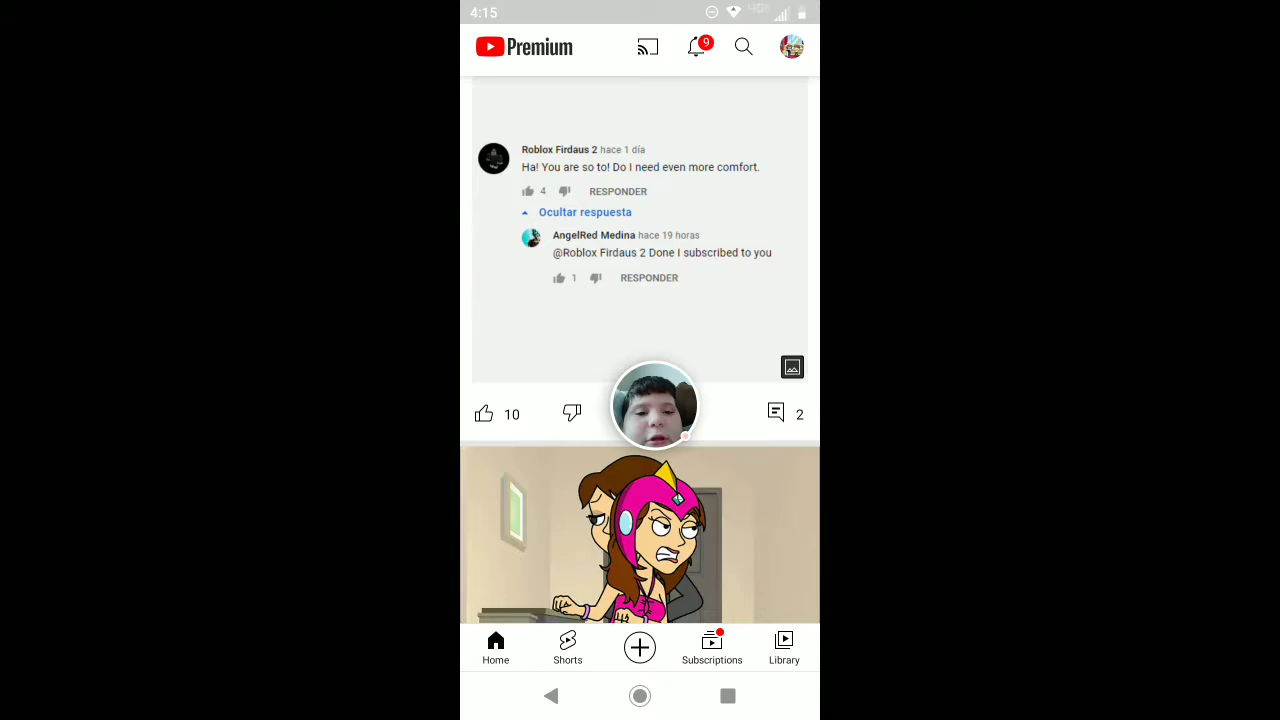 4:15
Premium
9
Roblox Firdaus 2 hace 1 día
Ha! You are so to! Do I need even more comfort.
4 RESPONDER
Ocultar respuesta
AngelRed Medina hace 19 horas
@Roblox Firdaus 2 Done I subscribed to you
1 RESPONDER
10
2
Home Shorts Subscriptions Library